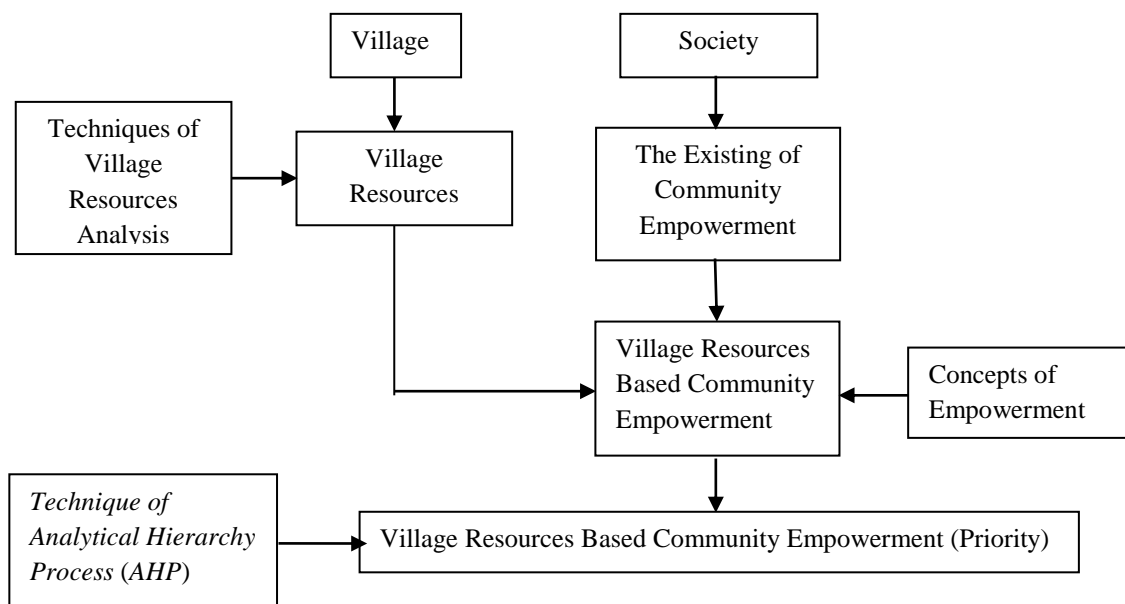 Village
Society
Techniques of
Village
Resources
Analysis
Village
Resources
The Existing of
Community
Empowerment
Village Resources
Based Community
Empowerment
Concepts of
Empowerment
Technique of
Analytical Hierarchy
Process (AHP)
Village Resources Based Community Empowerment (Priority)